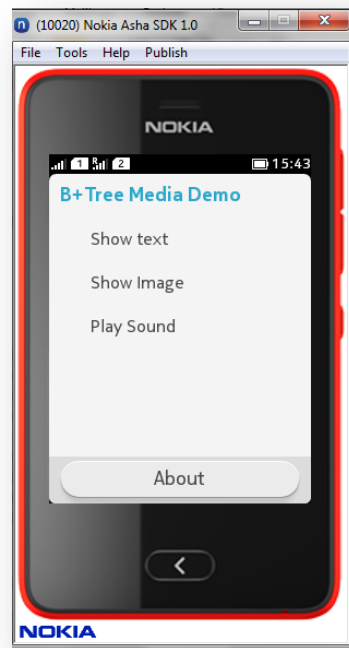 n (10020) Nokia Asha SDK 1.0
File Tools Help Publish
NOKIA
1 R 2 15:43
B+Tree Media Demo
Show text
Show Image
Play Sound
About
NOKIA